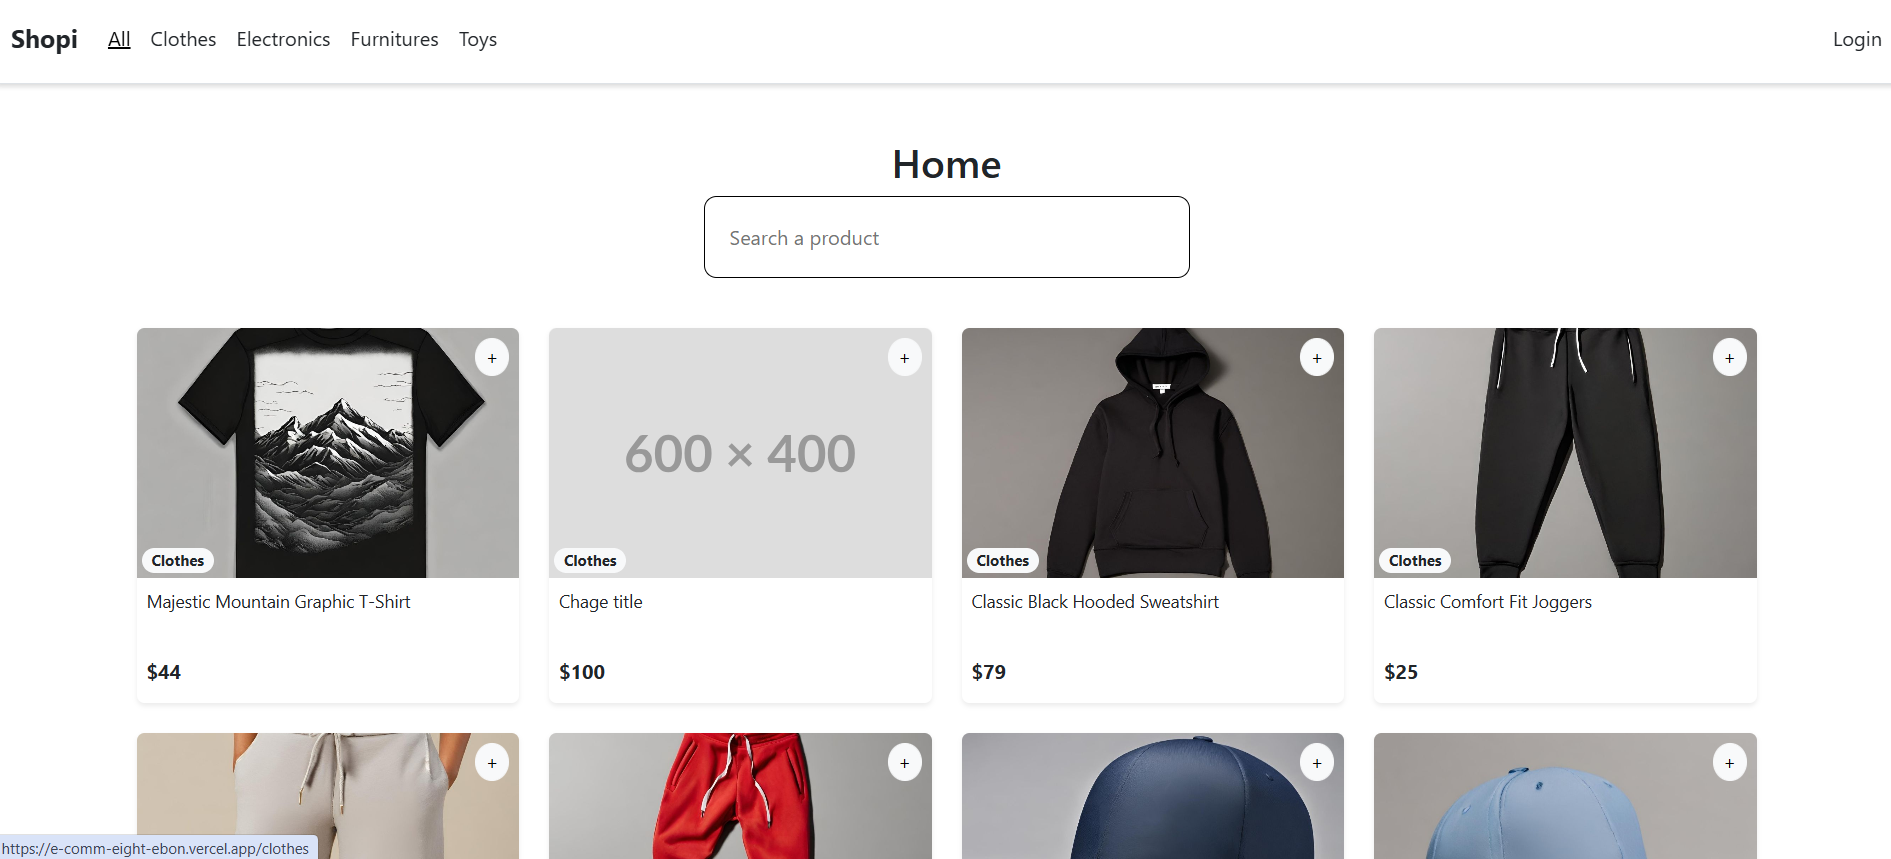 Shopi All Clothes Electronics Furnitures Toys Login
Home
Search a product
+ + + +
600 × 400
Clothes Clothes Clothes Clothes
Majestic Mountain Graphic T-Shirt Chage title Classic Black Hooded Sweatshirt Classic Comfort Fit Joggers
$44 $100 $79 $25
+ + + +
https://e-comm-eight-ebon.vercel.app/clothes